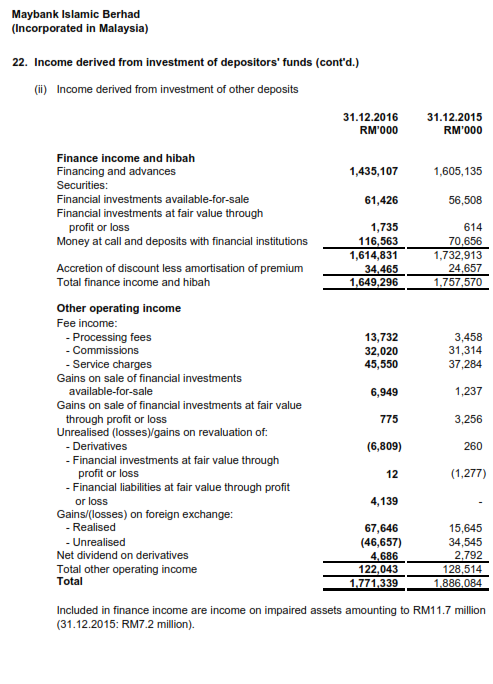 Maybank Islamic Berhad
(Incorporated in Malaysia)
22. Income derived from investment of depositors' funds (cont'd.)
(ii) Income derived from investment of other deposits
31.12.2016 31.12.2015
RM'000 RM'000
Finance income and hibah
Financing and advances 1,435,107 1,605,135
Securities:
Financial investments available-for-sale 61,426 56,508
Financial investments at fair value through
profit or loss 1,735 614
Money at call and deposits with financial institutions 116,563 70,656
1,614,831 1,732,913
Accretion of discount less amortisation of premium 34,465 24,657
Total finance income and hibah 1,649,296 1,757,570
Other operating income
Fee income:
- Processing fees 13,732 3,458
- Commissions 32,020 31,314
- Service charges 45,550 37,284
Gains on sale of financial investments
available-for-sale 6,949 1,237
Gains on sale of financial investments at fair value
through profit or loss 775 3,256
Unrealised (losses)/gains on revaluation of:
- Derivatives (6,809) 260
- Financial investments at fair value through
profit or loss 12 (1,277)
- Financial liabilities at fair value through profit
or loss 4,139 -
Gains/(losses) on foreign exchange:
- Realised 67,646 15,645
- Unrealised (46,657) 34,545
Net dividend on derivatives 4,686 2,792
Total other operating income 122,043 128,514
Total 1,771,339 1,886,084
Included in finance income are income on impaired assets amounting to RM11.7 million
(31.12.2015: RM7.2 million).